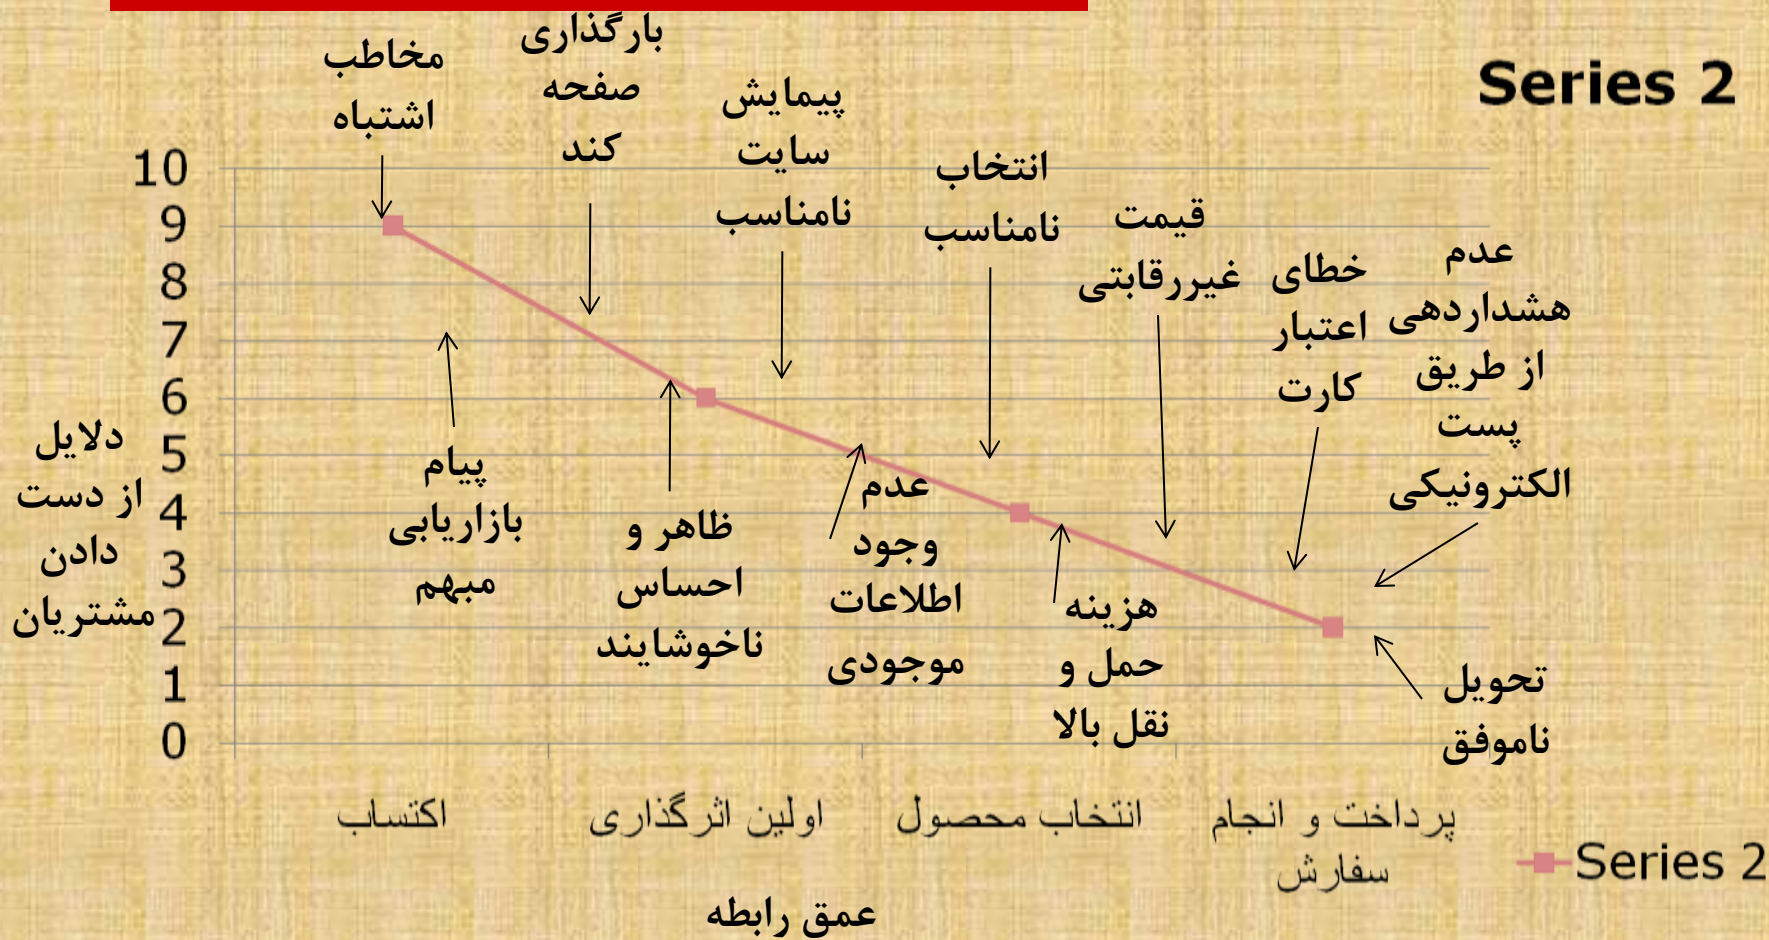 Series 2
مخاطب
اشتباه
بارگذاری
صفحه
کند
پیمایش
سایت
نامناسب
انتخاب
نامناسب
قیمت
غیررقابتی
خطای
اعتبار
کارت
عدم
هشداردهی
از طریق
پست
الکترونیکی
10
9
8
7
6
5
4
3
2
1
0
دلایل
از دست
دادن
مشتریان
پیام
بازاریابی
مبهم
ظاهر و
احساس
ناخوشایند
عدم
وجود
اطلاعات
موجودی
هزینه
حمل و
نقل بالا
تحویل
ناموفق
اکتساب
اولین اثرگذاری
انتخاب محصول
پرداخت و انجام
سفارش
Series 2
عمق رابطه